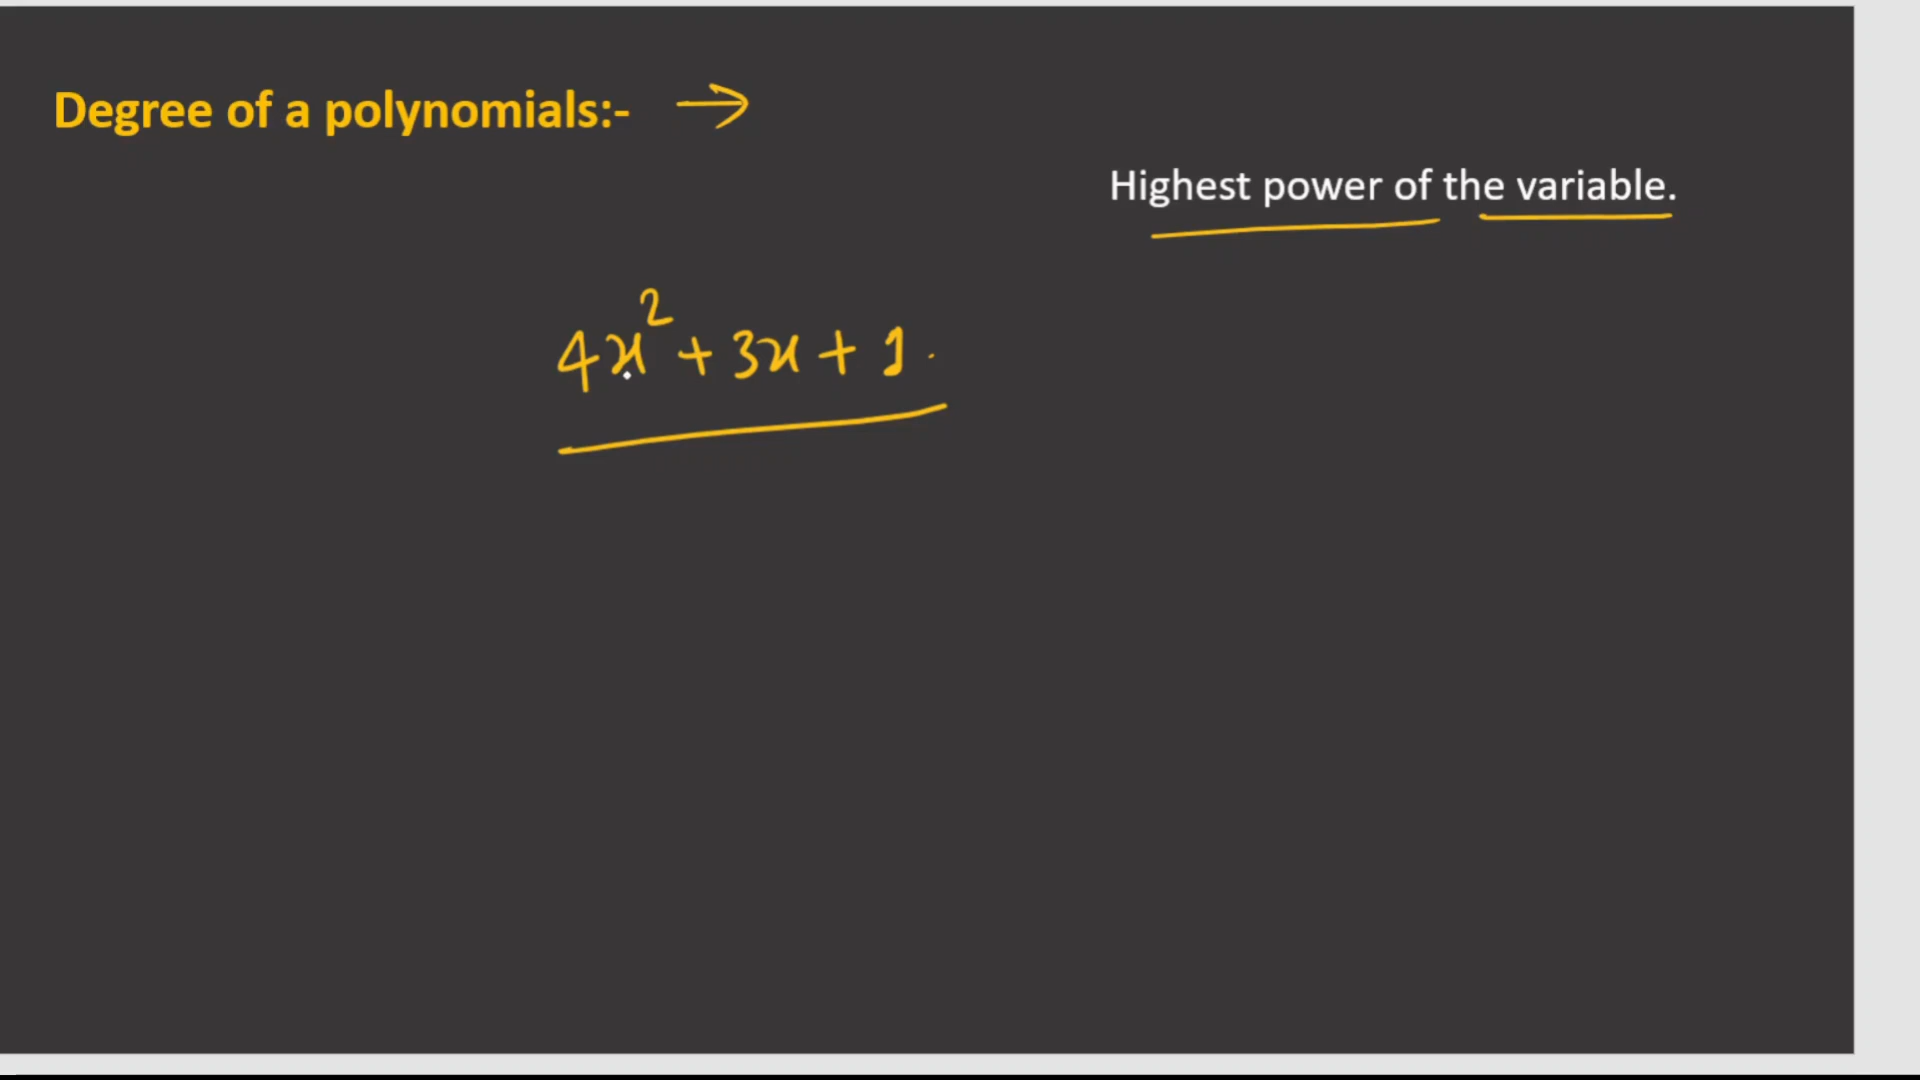 Degree of a polynomials:- →
Highest power of the variable.
4x² + 3x + 1.